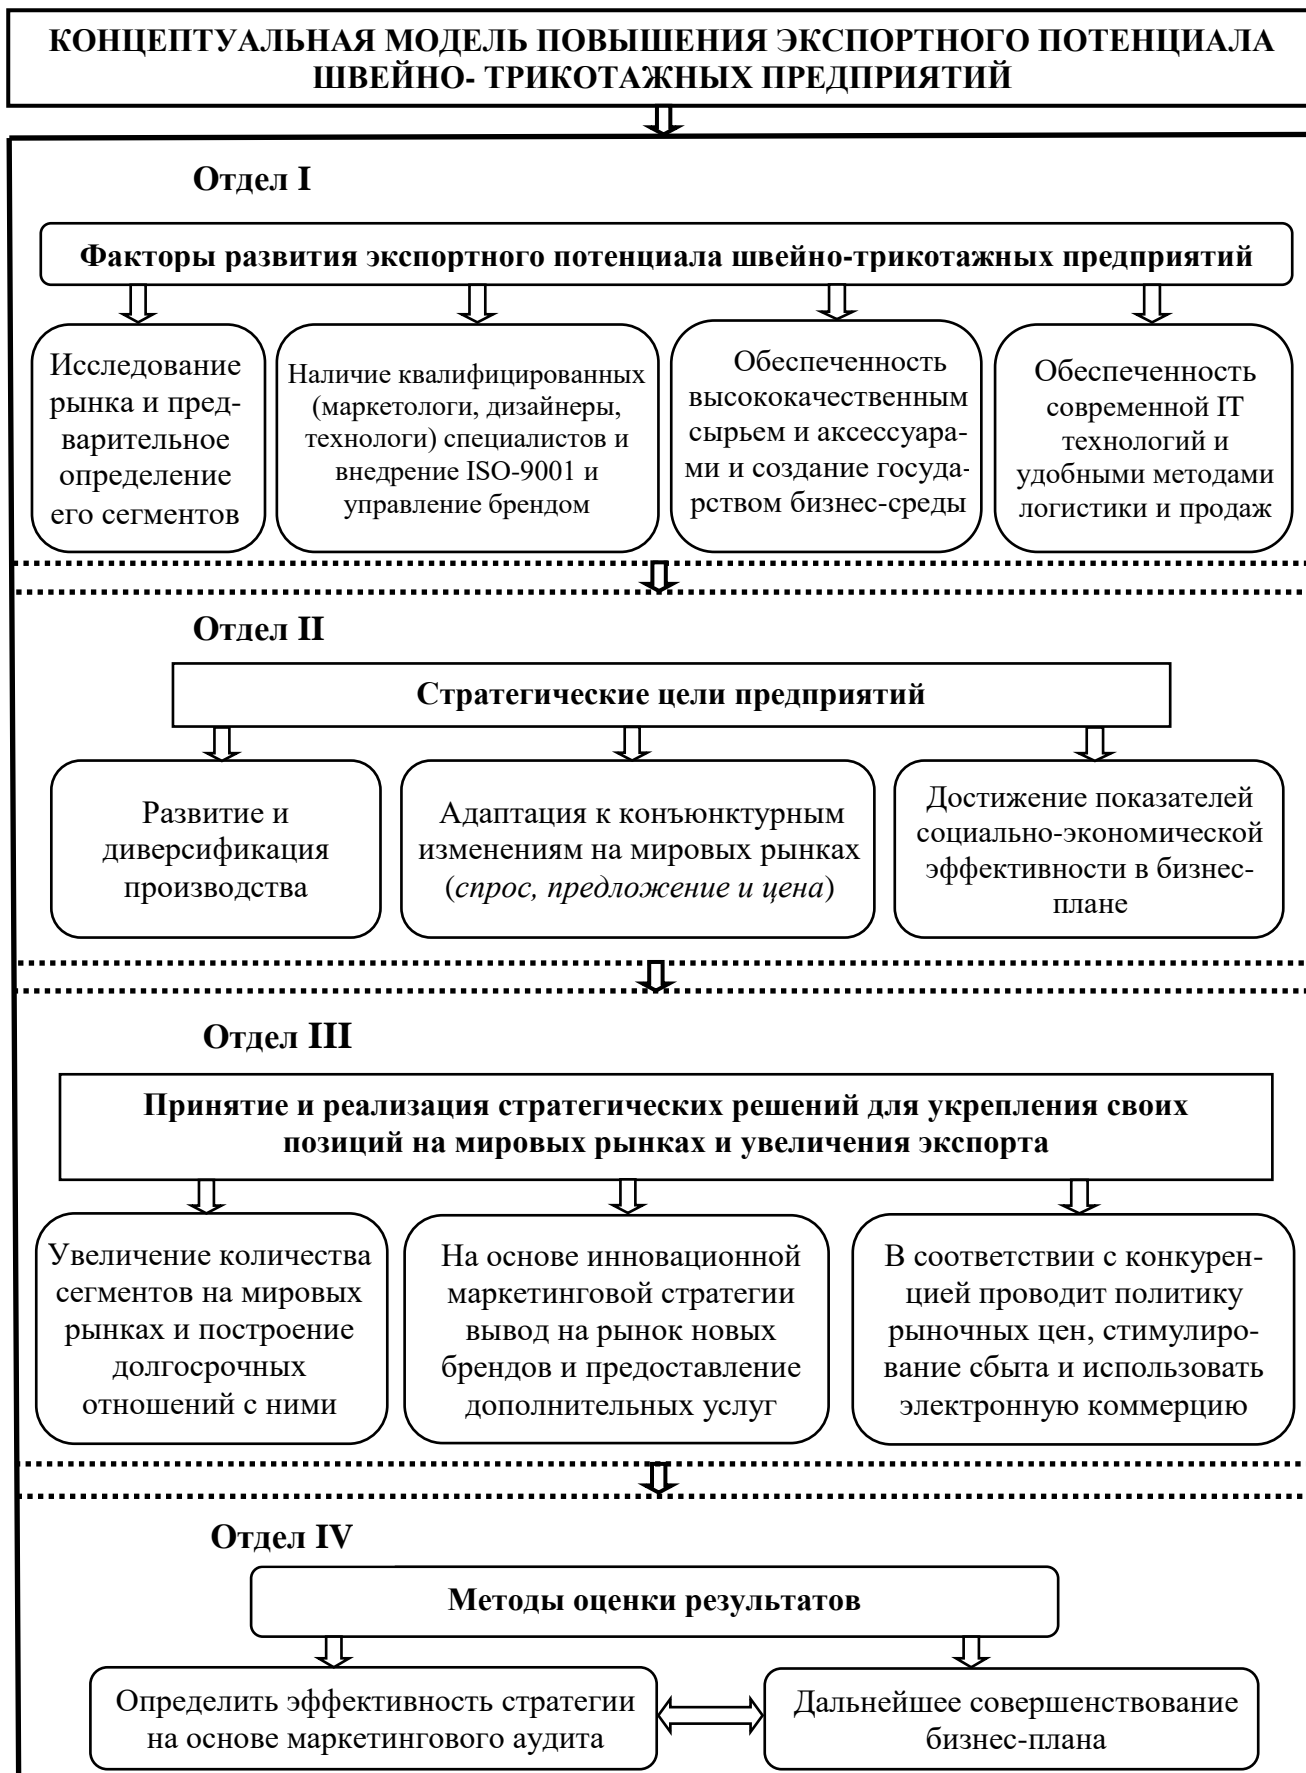 КОНЦЕПТУАЛЬНАЯ МОДЕЛЬ ПОВЫШЕНИЯ ЭКСПОРТНОГО ПОТЕНЦИАЛА
ШВЕЙНО- ТРИКОТАЖНЫХ ПРЕДПРИЯТИЙ
Отдел I
Факторы развития экспортного потенциала швейно-трикотажных предприятий
Исследование
рынка и пред-
варительное
определение
его сегментов
Наличие квалифицированных
(маркетологи, дизайнеры,
технологи) специалистов и
внедрение ISO-9001 и
управление брендом
Обеспеченность
высококачественным
сырьем и аксессуара-
ми и создание госуда-
рством бизнес-среды
Обеспеченность
современной IT
технологий и
удобными методами
логистики и продаж
Отдел II
Стратегические цели предприятий
Развитие и
диверсификация
производства
Адаптация к конъюнктурным
изменениям на мировых рынках
(спрос, предложение и цена)
Достижение показателей
социально-экономической
эффективности в бизнес-
плане
Отдел III
Принятие и реализация стратегических решений для укрепления своих
позиций на мировых рынках и увеличения экспорта
Увеличение количества
сегментов на мировых
рынках и построение
долгосрочных
отношений с ними
На основе инновационной
маркетинговой стратегии
вывод на рынок новых
брендов и предоставление
дополнительных услуг
В соответствии с конкурен-
цией проводит политику
рыночных цен, стимулиро-
вание сбыта и использовать
электронную коммерцию
Отдел IV
Методы оценки результатов
Определить эффективность стратегии
на основе маркетингового аудита
Дальнейшее совершенствование
бизнес-плана